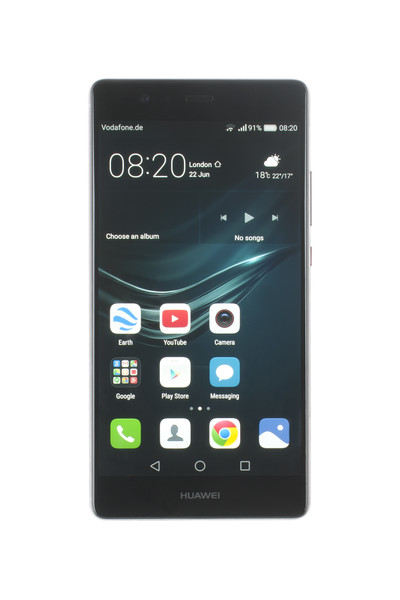 Vodafone.de 91% 08:20
08:20 London
22 Jun
18°C 22°/17°
Choose an album
No songs
Earth YouTube Camera
Google Play Store Messaging
HUAWEI